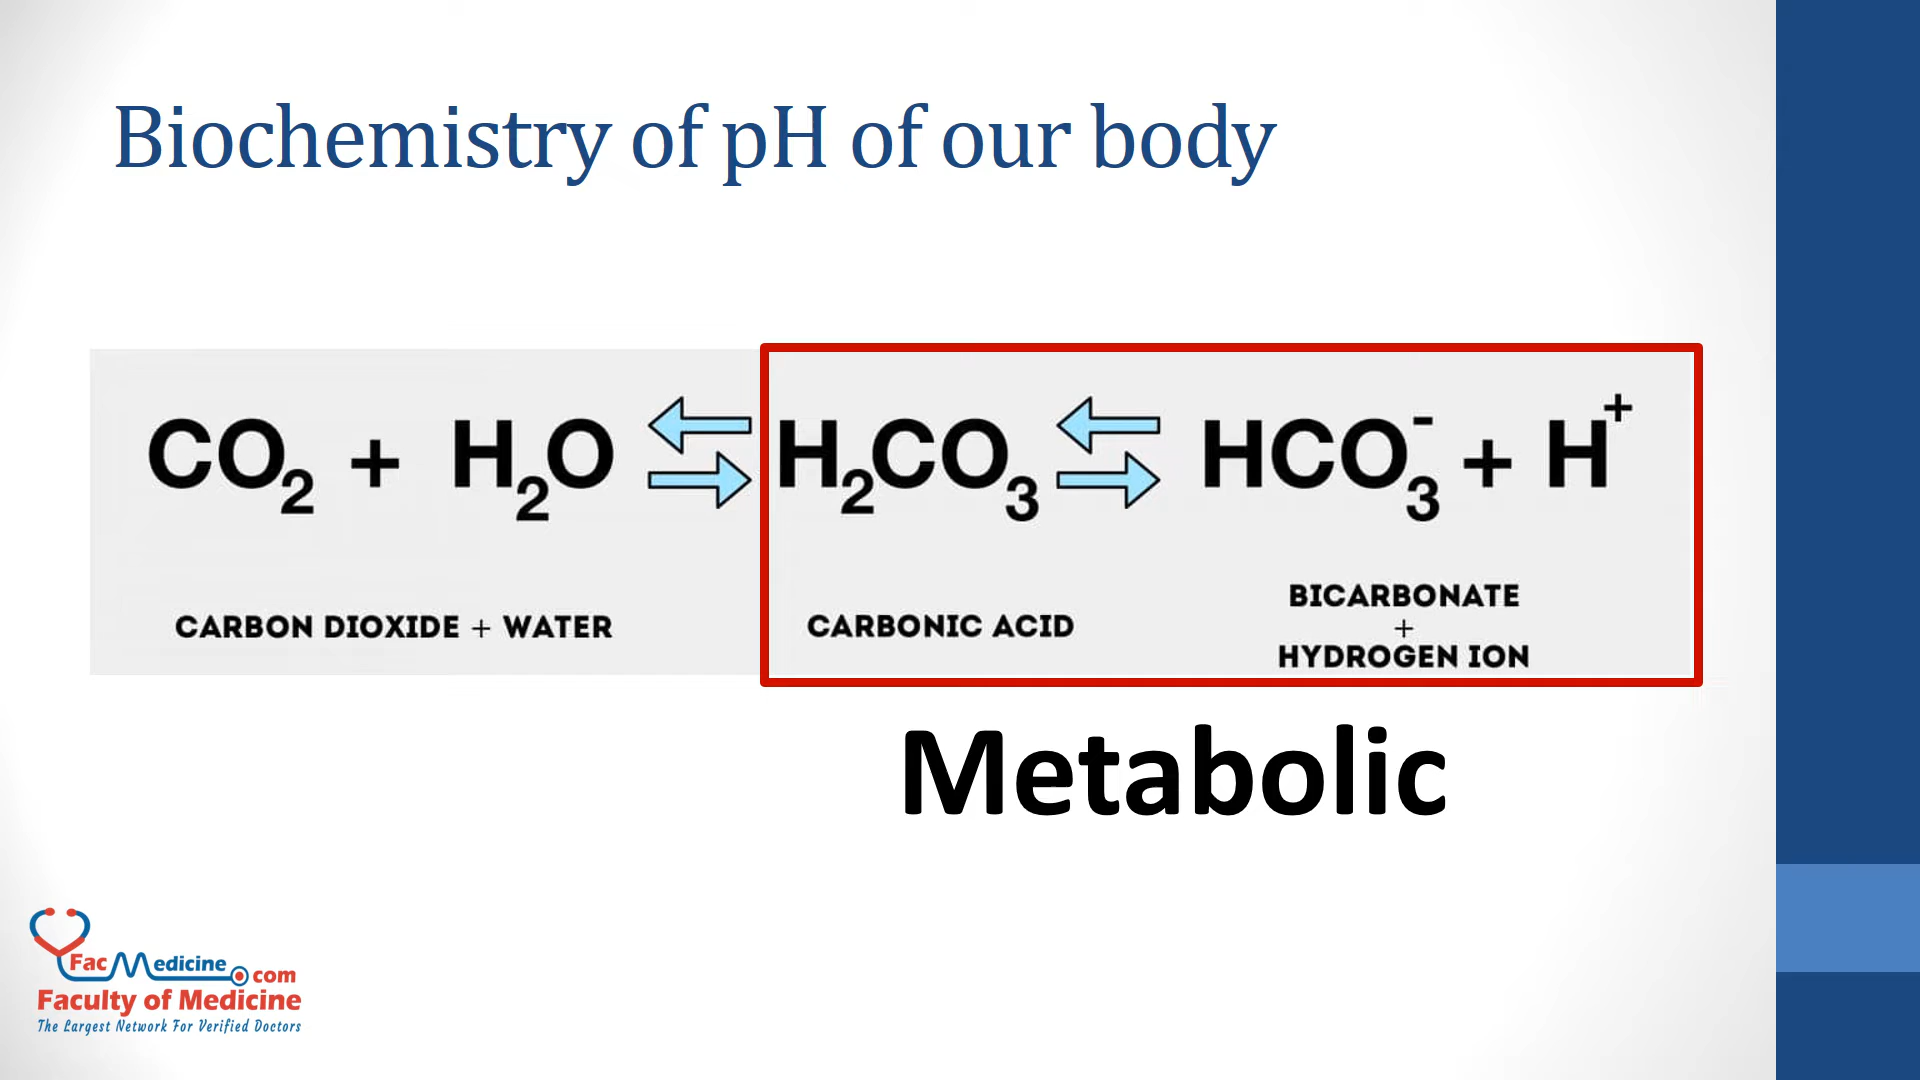 Biochemistry of pH of our body
CO₂ + H₂O ⇌ H₂CO₃ ⇌ HCO₃⁻ + H⁺
CARBON DIOXIDE + WATER
CARBONIC ACID
BICARBONATE
+
HYDROGEN ION
Metabolic
FacMedicine.com
Faculty of Medicine
The Largest Network For Verified Doctors